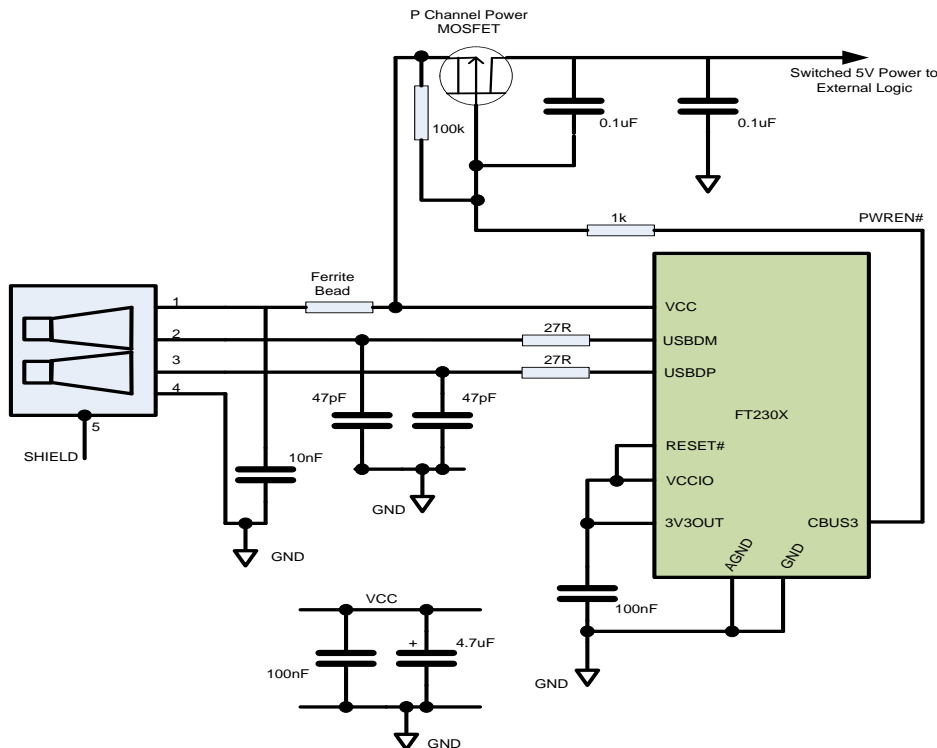 P Channel Power
MOSFET
Switched 5V Power to
External Logic
100k
0.1uF
0.1uF
1k
PWREN#
Ferrite
Bead
1
VCC
2
27R
USBDM
3
27R
USBDP
4
47pF
47pF
FT230X
5
SHIELD
10nF
RESET#
VCCIO
GND
3V3OUT
CBUS3
GND
AGND
GND
VCC
100nF
+
4.7uF
100nF
GND
GND